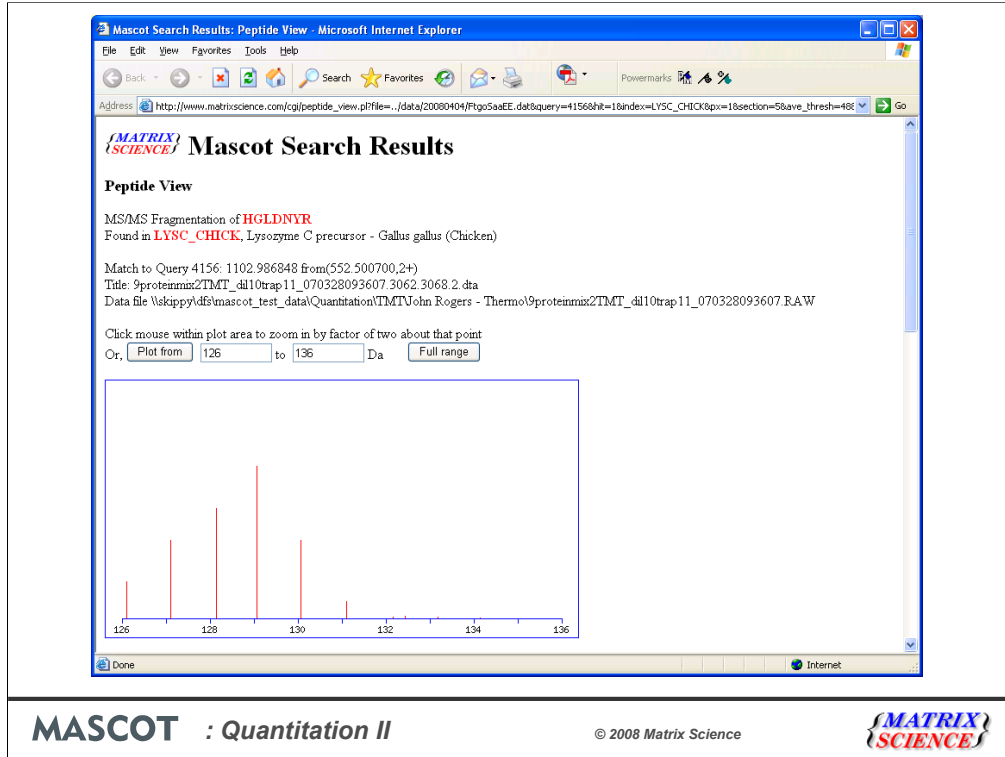 Mascot Search Results: Peptide View - Microsoft Internet Explorer
File Edit View Favorites Tools Help
Back Search Favorites Powermarks
Address http://www.matrixscience.com/cgi/peptide_view.pl?file=../data/20080404/FtgoSaaEE.dat&query=4156&hit=1&index=LYSC_CHICK&px=1&section=5&ave_thresh=48 Go
{MATRIX SCIENCE} Mascot Search Results
Peptide View
MS/MS Fragmentation of HGLDNYR
Found in LYSC_CHICK, Lysozyme C precursor - Gallus gallus (Chicken)
Match to Query 4156: 1102.986848 from(552.500700,2+)
Title: 9proteinmix2TMT_dil10trap11_070328093607.3062.3068.2.dta
Data file \\skippy\dfs\mascot_test_data\Quantitation\TMT\John Rogers - Thermo\9proteinmix2TMT_dil10trap11_070328093607.RAW
Click mouse within plot area to zoom in by factor of two about that point
Or, Plot from 126 to 136 Da Full range
126 128 130 132 134 136
Done Internet
MASCOT : Quantitation II © 2008 Matrix Science {MATRIX SCIENCE}